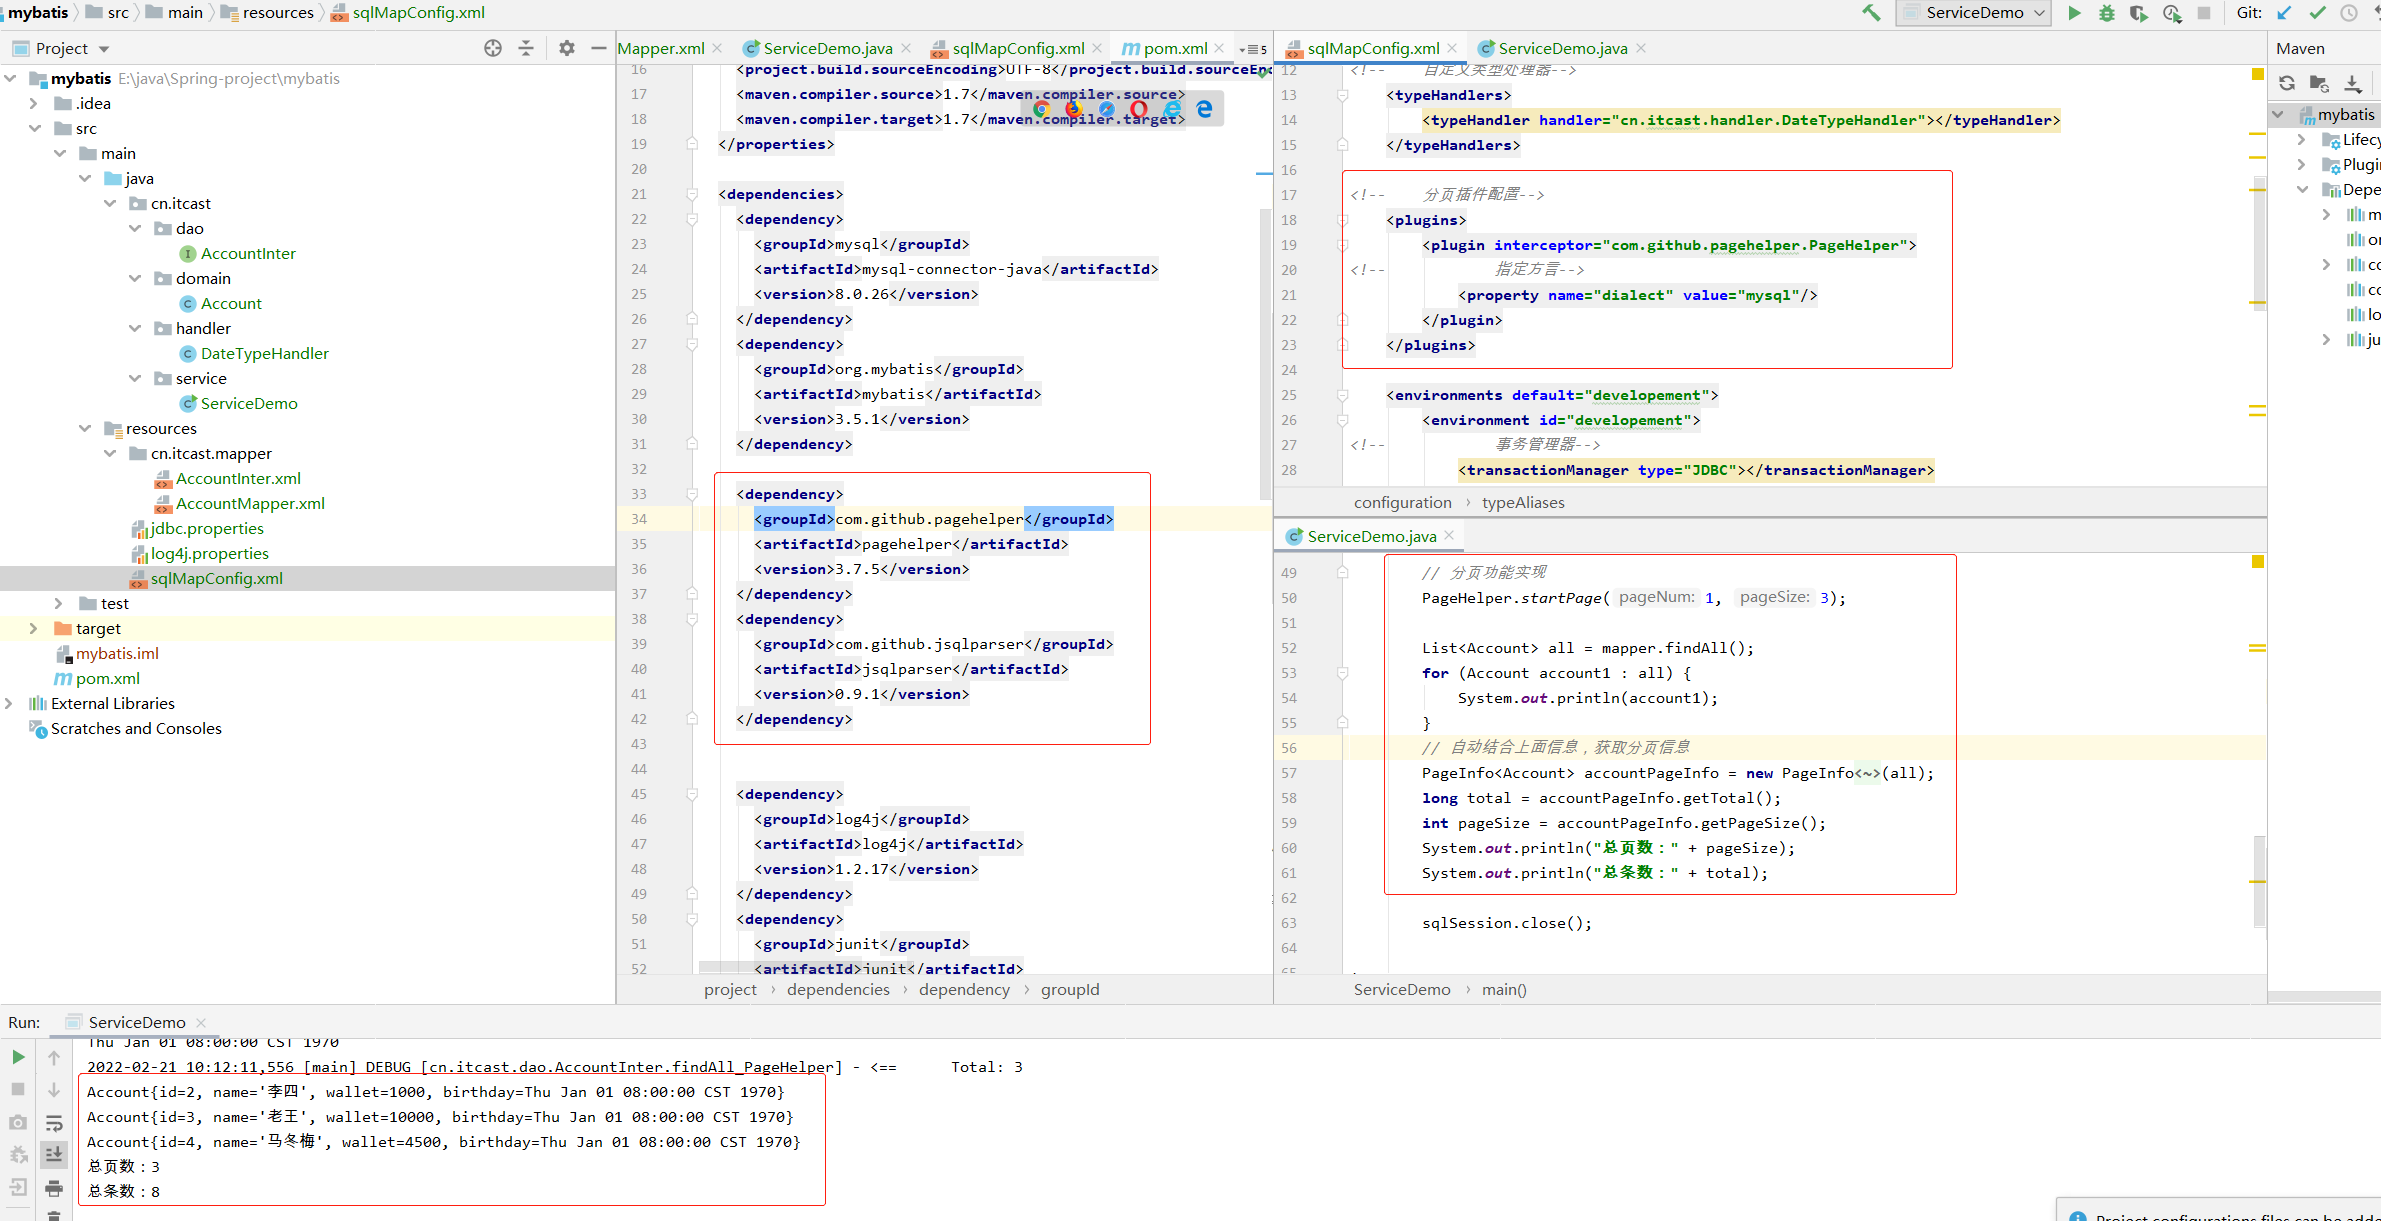 mybatis 〉 src 〉 main 〉 resources 〉 sqlMapConfig.xml
ServiceDemo
Git:
Project
mybatis E:\java\Spring-project\mybatis
.idea
src
main
java
cn.itcast
dao
AccountInter
domain
Account
handler
DateTypeHandler
service
ServiceDemo
resources
cn.itcast.mapper
AccountInter.xml
AccountMapper.xml
jdbc.properties
log4j.properties
sqlMapConfig.xml
test
target
mybatis.iml
pom.xml
External Libraries
Scratches and Consoles
Mapper.xml ServiceDemo.java sqlMapConfig.xml pom.xml 5
16 <project.build.sourceEncoding>UTF-8</project.build.sourceEnc
17 <maven.compiler.source>1.7</maven.compiler.source>
18 <maven.compiler.target>1.7</maven.compiler.target>
19 </properties>
20
21 <dependencies>
22 <dependency>
23 <groupId>mysql</groupId>
24 <artifactId>mysql-connector-java</artifactId>
25 <version>8.0.26</version>
26 </dependency>
27 <dependency>
28 <groupId>org.mybatis</groupId>
29 <artifactId>mybatis</artifactId>
30 <version>3.5.1</version>
31 </dependency>
32
33 <dependency>
34 <groupId>com.github.pagehelper</groupId>
35 <artifactId>pagehelper</artifactId>
36 <version>3.7.5</version>
37 </dependency>
38 <dependency>
39 <groupId>com.github.jsqlparser</groupId>
40 <artifactId>jsqlparser</artifactId>
41 <version>0.9.1</version>
42 </dependency>
43
44
45 <dependency>
46 <groupId>log4j</groupId>
47 <artifactId>log4j</artifactId>
48 <version>1.2.17</version>
49 </dependency>
50 <dependency>
51 <groupId>junit</groupId>
52 <artifactId>junit</artifactId>
project › dependencies › dependency › groupId
sqlMapConfig.xml ServiceDemo.java
12 <!-- 自定义类型处理器-->
13 <typeHandlers>
14 <typeHandler handler="cn.itcast.handler.DateTypeHandler"></typeHandler>
15 </typeHandlers>
16
17 <!-- 分页插件配置-->
18 <plugins>
19 <plugin interceptor="com.github.pagehelper.PageHelper">
20 <!-- 指定方言-->
21 <property name="dialect" value="mysql"/>
22 </plugin>
23 </plugins>
24
25 <environments default="developement">
26 <environment id="developement">
27 <!-- 事务管理器-->
28 <transactionManager type="JDBC"></transactionManager>
configuration › typeAliases
ServiceDemo.java
49 // 分页功能实现
50 PageHelper.startPage( pageNum: 1, pageSize: 3);
51
52 List<Account> all = mapper.findAll();
53 for (Account account1 : all) {
54 System.out.println(account1);
55 }
56 // 自动结合上面信息，获取分页信息
57 PageInfo<Account> accountPageInfo = new PageInfo<~>(all);
58 long total = accountPageInfo.getTotal();
59 int pageSize = accountPageInfo.getPageSize();
60 System.out.println("总页数：" + pageSize);
61 System.out.println("总条数：" + total);
62
63 sqlSession.close();
64
65
ServiceDemo › main()
Maven
mybatis
Lifecy
Plugi
Depe
m
or
co
co
lo
ju
Run: ServiceDemo
Thu Jan 01 08:00:00 CST 1970
2022-02-21 10:12:11,556 [main] DEBUG [cn.itcast.dao.AccountInter.findAll_PageHelper] - <== Total: 3
Account{id=2, name='李四', wallet=1000, birthday=Thu Jan 01 08:00:00 CST 1970}
Account{id=3, name='老王', wallet=10000, birthday=Thu Jan 01 08:00:00 CST 1970}
Account{id=4, name='马冬梅', wallet=4500, birthday=Thu Jan 01 08:00:00 CST 1970}
总页数：3
总条数：8
Project configurations files can be adde